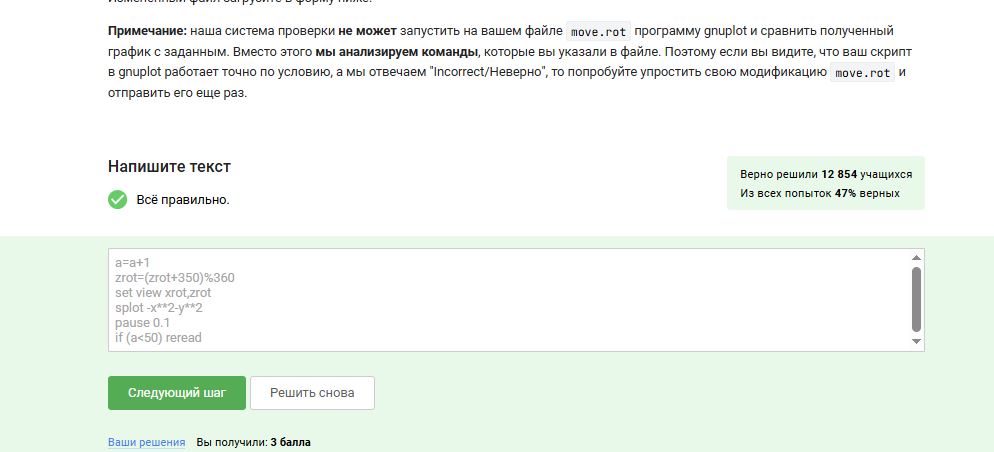 Примечание: наша система проверки не может запустить на вашем файле move.rot программу gnuplot и сравнить полученный
график с заданным. Вместо этого мы анализируем команды, которые вы указали в файле. Поэтому если вы видите, что ваш скрипт
в gnuplot работает точно по условию, а мы отвечаем "Incorrect/Неверно", то попробуйте упростить свою модификацию move.rot и
отправить его еще раз.
Напишите текст
Всё правильно.
Верно решили 12 854 учащихся
Из всех попыток 47% верных
a=a+1
zrot=(zrot+350)%360
set view xrot,zrot
splot -x**2-y**2
pause 0.1
if (a<50) reread
Следующий шаг
Решить снова
Ваши решения Вы получили: 3 балла